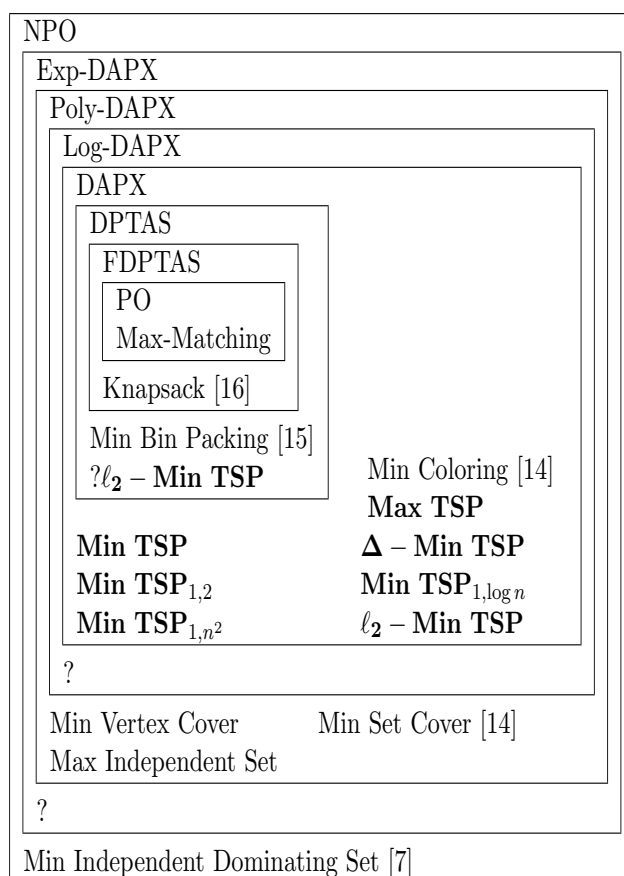 NPO
Exp-DAPX
Poly-DAPX
Log-DAPX
DAPX
DPTAS
FDPTAS
PO
Max-Matching
Knapsack [16]
Min Bin Packing [15]
?ℓ₂ – Min TSP
Min Coloring [14]
Max TSP
Min TSP
Δ – Min TSP
Min TSP₁,₂
Min TSP₁,log n
Min TSP₁,n²
ℓ₂ – Min TSP
?
Min Vertex Cover Min Set Cover [14]
Max Independent Set
?
Min Independent Dominating Set [7]